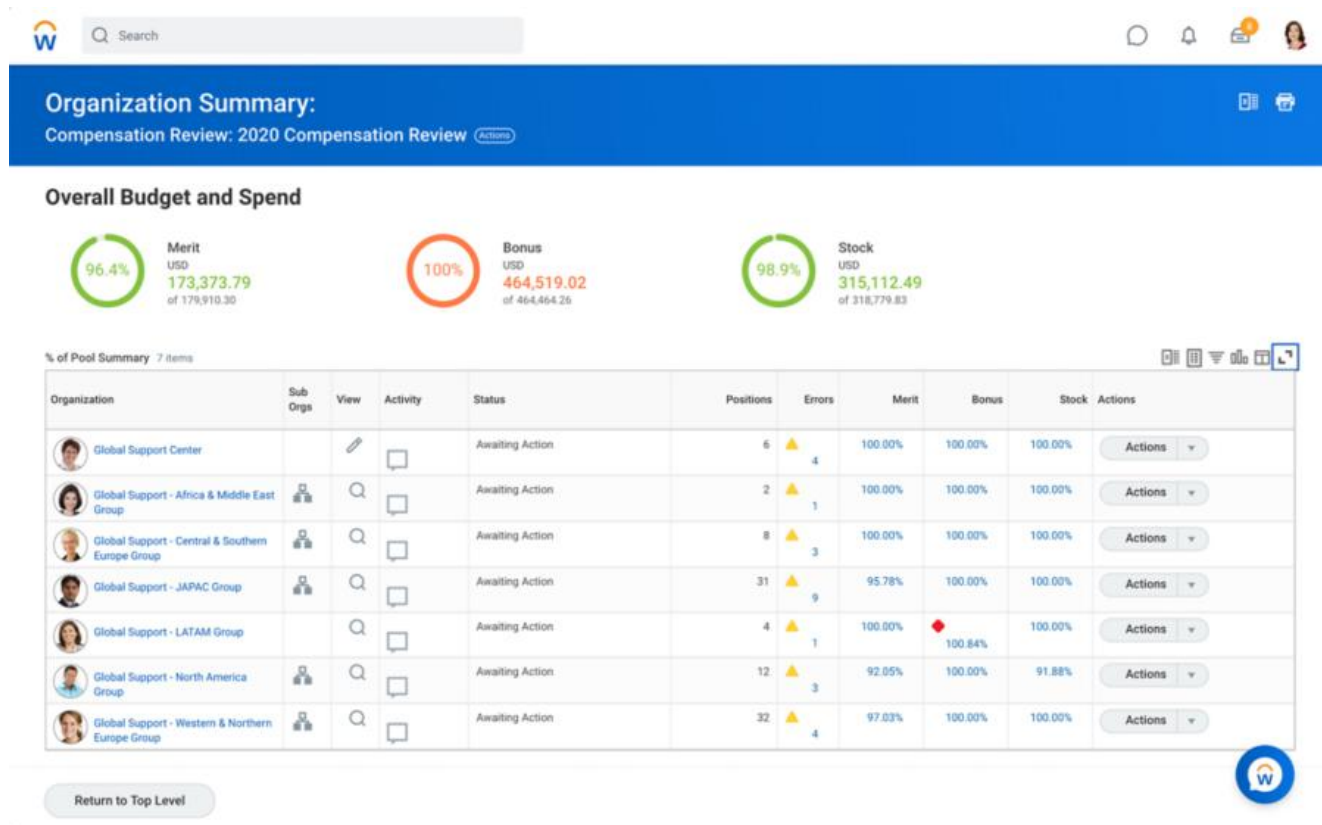 Search
Organization Summary:
Compensation Review: 2020 Compensation Review Actions
Overall Budget and Spend
96.4%
Merit
USD
173,373.79
of 179,910.30
100%
Bonus
USD
464,519.02
of 464,464.26
98.9%
Stock
USD
315,112.49
of 318,779.83
% of Pool Summary 7 items
Organization Sub Orgs View Activity Status Positions Errors Merit Bonus Stock Actions
Global Support Center Awaiting Action 6 4 100.00% 100.00% 100.00% Actions
Global Support - Africa & Middle East
Group Awaiting Action 2 1 100.00% 100.00% 100.00% Actions
Global Support - Central & Southern
Europe Group Awaiting Action 8 3 100.00% 100.00% 100.00% Actions
Global Support - JAPAC Group Awaiting Action 31 9 95.78% 100.00% 100.00% Actions
Global Support - LATAM Group Awaiting Action 4 1 100.00% 100.84% 100.00% Actions
Global Support - North America
Group Awaiting Action 12 3 92.05% 100.00% 91.88% Actions
Global Support - Western & Northern
Europe Group Awaiting Action 32 4 97.03% 100.00% 100.00% Actions
Return to Top Level